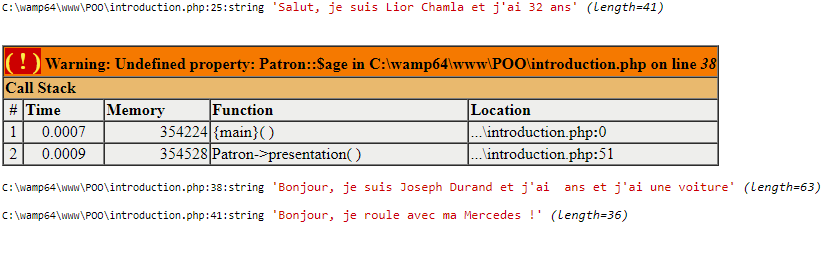 C:\wamp64\www\POO\introduction.php:25:string 'Salut, je suis Lior Chamla et j'ai 32 ans' (length=41)
( ! ) Warning: Undefined property: Patron::$age in C:\wamp64\www\POO\introduction.php on line 38
Call Stack
# Time Memory Function Location
1 0.0007 354224 {main}( ) ...\introduction.php:0
2 0.0009 354528 Patron->presentation( ) ...\introduction.php:51
C:\wamp64\www\POO\introduction.php:38:string 'Bonjour, je suis Joseph Durand et j'ai  ans et j'ai une voiture' (length=63)
C:\wamp64\www\POO\introduction.php:41:string 'Bonjour, je roule avec ma Mercedes !' (length=36)